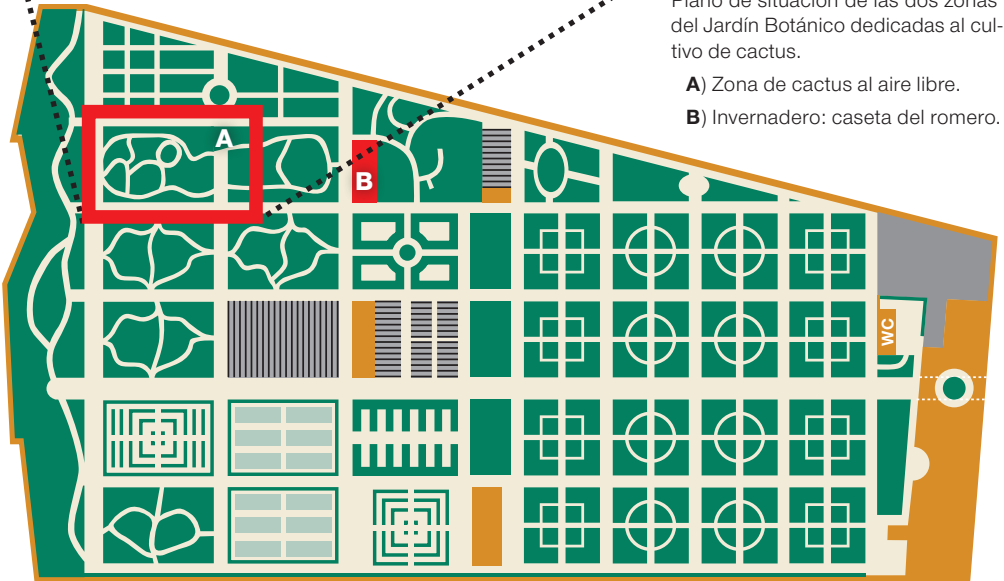 Plano de situación de las dos zonas
del Jardín Botánico dedicadas al cul-
tivo de cactus.
A) Zona de cactus al aire libre.
B) Invernadero: caseta del romero.
A
B
WC